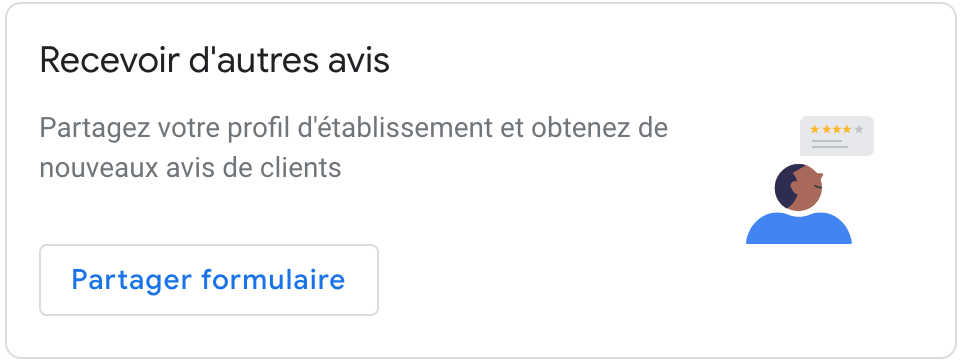 Recevoir d'autres avis
Partagez votre profil d'établissement et obtenez de
nouveaux avis de clients
Partager formulaire